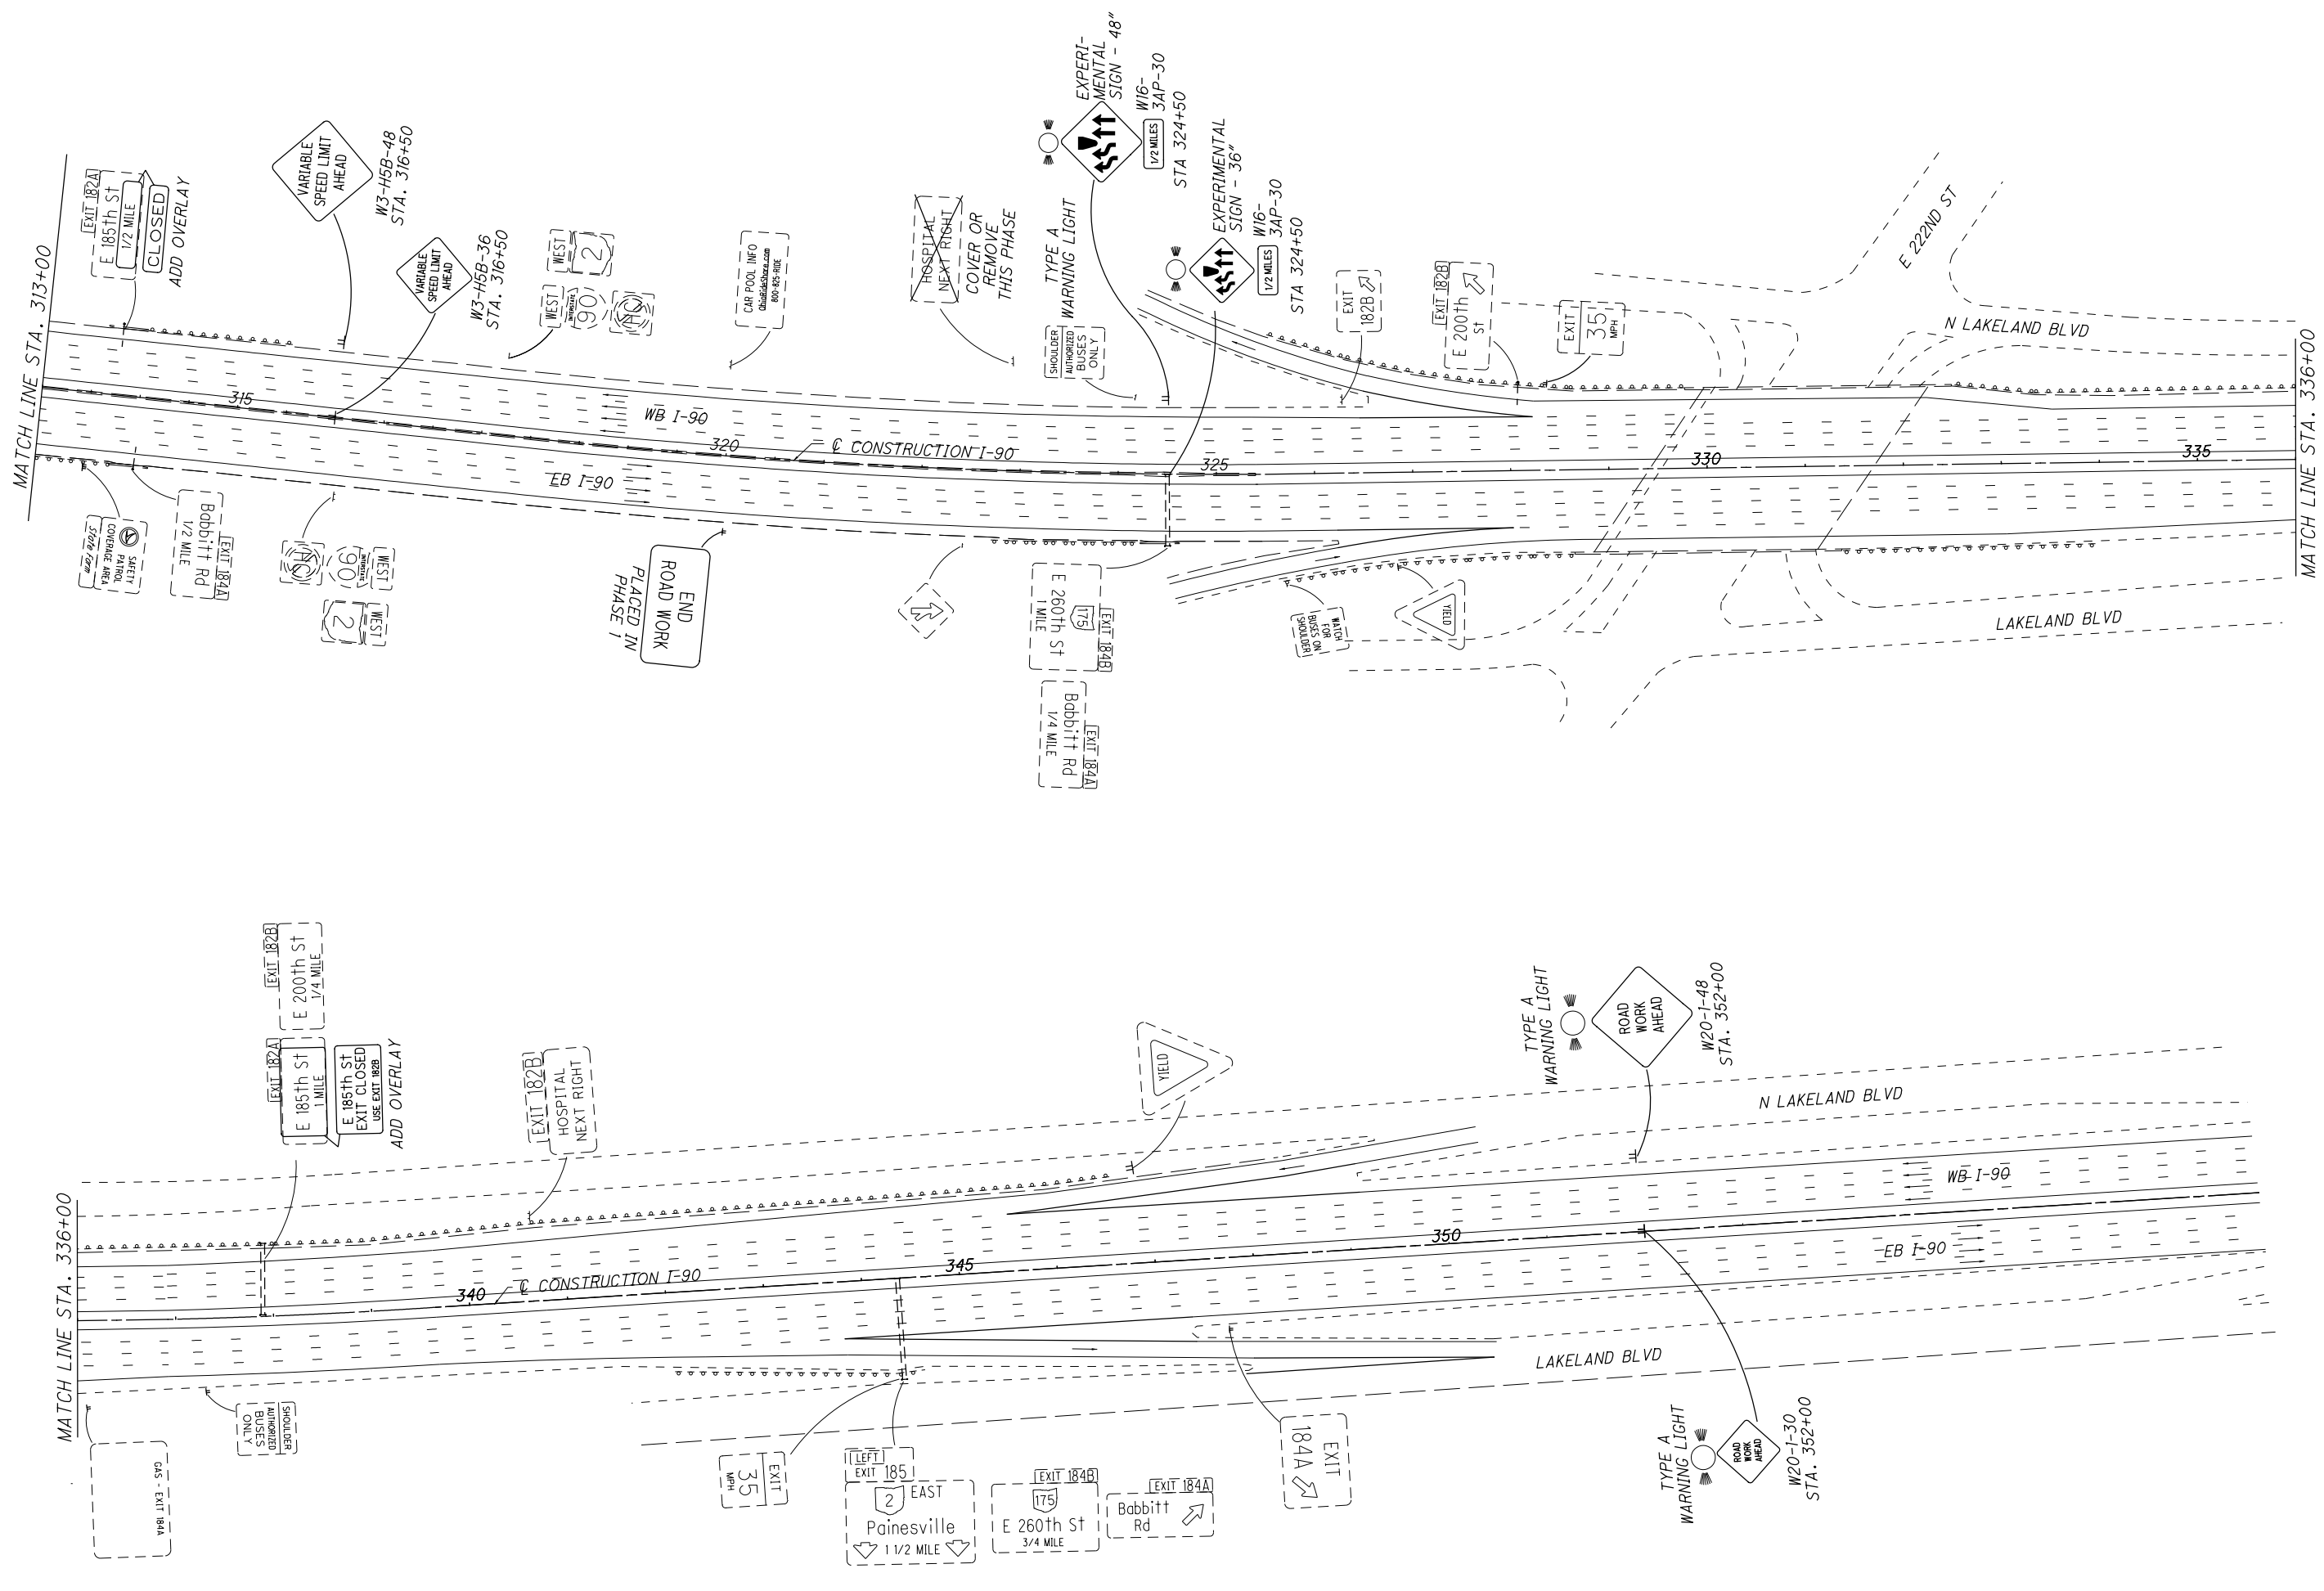 MATCH LINE STA. 313+00
EXIT 182A
E 185th St
1/2 MILE
CLOSED
ADD OVERLAY
VARIABLE
SPEED LIMIT
AHEAD
W3-H5B-48
STA. 316+50
VARIABLE
SPEED LIMIT
AHEAD
W3-H5B-36
STA. 316+50
WEST
2
WEST
INTERSTATE
90
CAR POOL INFO
OhioRideShare.com
800-825-RIDE
HOSPITAL
NEXT RIGHT
COVER OR
REMOVE
THIS PHASE
TYPE A
WARNING LIGHT
SHOULDER
AUTHORIZED
BUSES
ONLY
EXPERI-
MENTAL
SIGN - 48"
1/2 MILES
W16-
3AP-30
STA 324+50
EXPERIMENTAL
SIGN - 36"
1/2 MILES
W16-
3AP-30
STA 324+50
EXIT
182B
EXIT 182B
E 200th
St
EXIT
35
MPH
E 222ND ST
N LAKELAND BLVD
MATCH LINE STA. 336+00
315
320
325
330
335
WB I-90
℄ CONSTRUCTION I-90
EB I-90
SAFETY
PATROL
COVERAGE AREA
State Farm
EXIT 184A
Babbitt Rd
1/2 MILE
WEST
INTERSTATE
90
WEST
2
END
ROAD WORK
PLACED IN
PHASE 1
EXIT 184B
175
E 260th St
1 MILE
EXIT 184A
Babbitt Rd
1/4 MILE
WATCH
FOR
BUSES ON
SHOULDER
YIELD
LAKELAND BLVD
MATCH LINE STA. 336+00
EXIT 182B
E 200th St
1/4 MILE
EXIT 182A
E 185th St
1 MILE
E 185th St
EXIT CLOSED
USE EXIT 182B
ADD OVERLAY
EXIT 182B
HOSPITAL
NEXT RIGHT
YIELD
TYPE A
WARNING LIGHT
ROAD
WORK
AHEAD
W20-1-48
STA. 352+00
N LAKELAND BLVD
WB I-90
EB I-90
340
345
350
℄ CONSTRUCTION I-90
LAKELAND BLVD
GAS - EXIT 184A
SHOULDER
AUTHORIZED
BUSES
ONLY
EXIT
35
MPH
LEFT
EXIT 185
2 EAST
Painesville
1 1/2 MILE
EXIT 184B
175
E 260th St
3/4 MILE
EXIT 184A
Babbitt
Rd
EXIT
184A
TYPE A
WARNING LIGHT
ROAD
WORK
AHEAD
W20-1-30
STA. 352+00